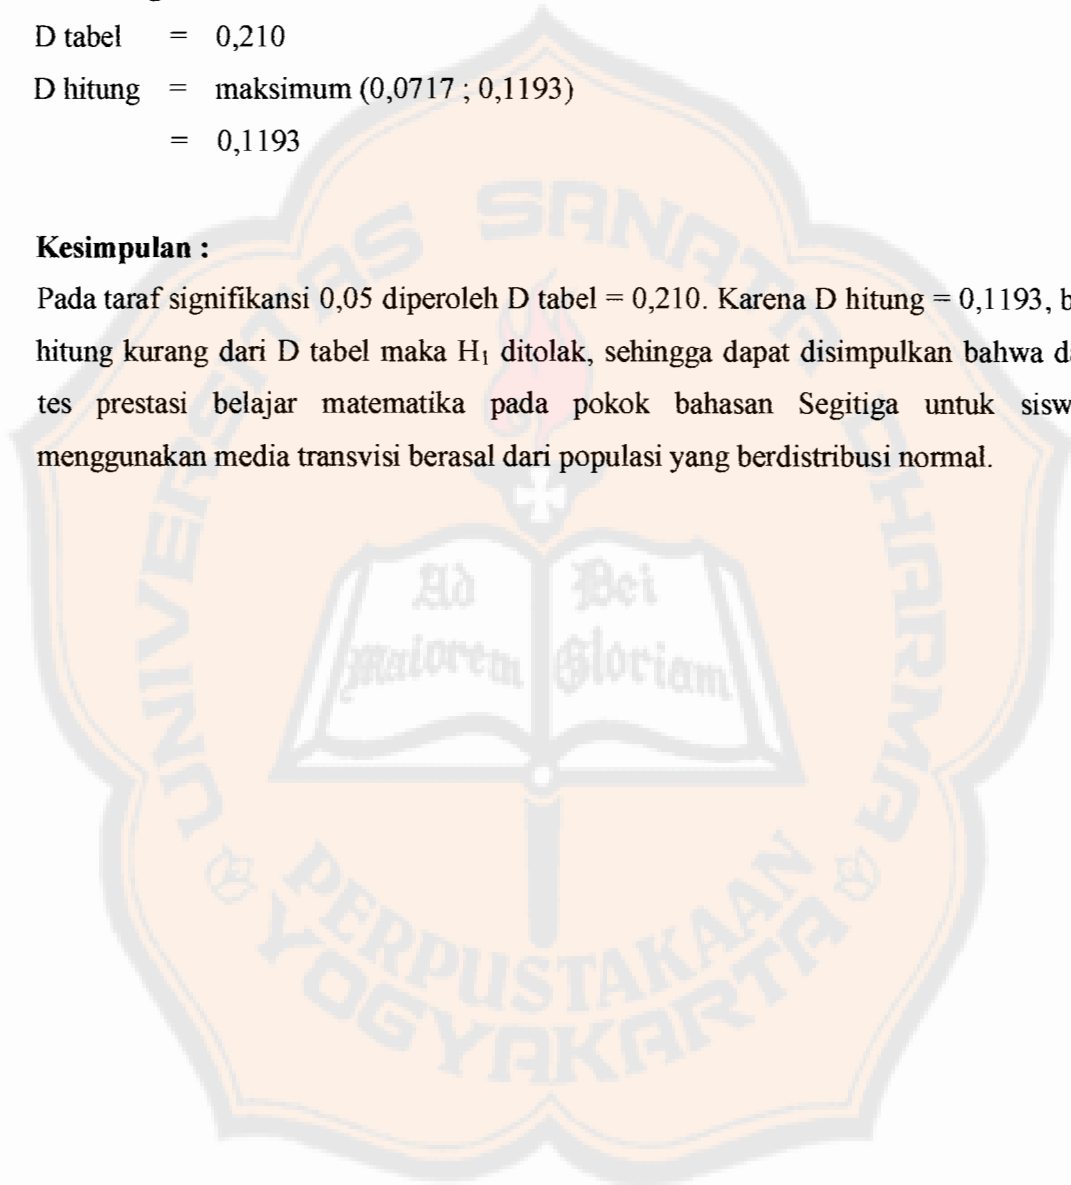 D tabel = 0,210
D hitung = maksimum (0,0717 ; 0,1193)
= 0,1193
Kesimpulan :
Pada taraf signifikansi 0,05 diperoleh D tabel = 0,210. Karena D hitung = 0,1193,
hitung kurang dari D tabel maka H₁ ditolak, sehingga dapat disimpulkan bahwa
tes prestasi belajar matematika pada pokok bahasan Segitiga untuk
menggunakan media transvisi berasal dari populasi yang berdistribusi normal.
UNIVERSITAS SANATA DHARMA
Ad Dei
Maiorem Gloriam
PERPUSTAKAAN
YOGYAKARTA